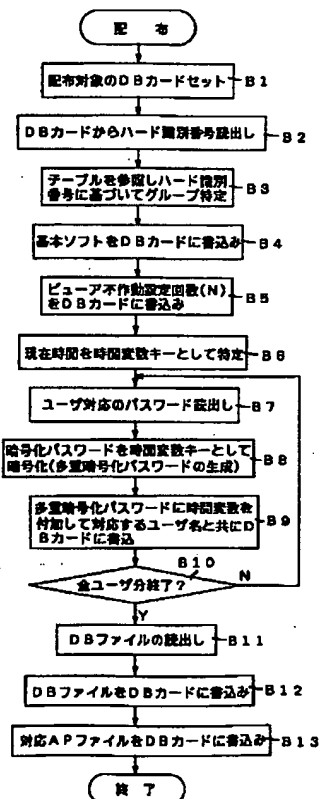 配 布
配布対象のDBカードセット B1
DBカードからハード識別番号読出し B2
テーブルを参照しハード識別
番号に基づいてグループ特定
B3
基本ソフトをDBカードに書込み B4
ビューア不作動設定回数(N)
をDBカードに書込み
B5
現在時間を時間変数キーとして特定 B6
ユーザ対応のパスワード読出し B7
暗号化パスワードを時間変数キーとして
暗号化(多重暗号化パスワードの生成)
B8
多重暗号化パスワードに時間変数を
付加して対応するユーザ名と共にD
Bカードに書込
B9
B10
全ユーザ分終了?
N
Y
DBファイルの読出し B11
DBファイルをDBカードに書込み B12
対応APファイルをDBカードに書込み B13
終 了